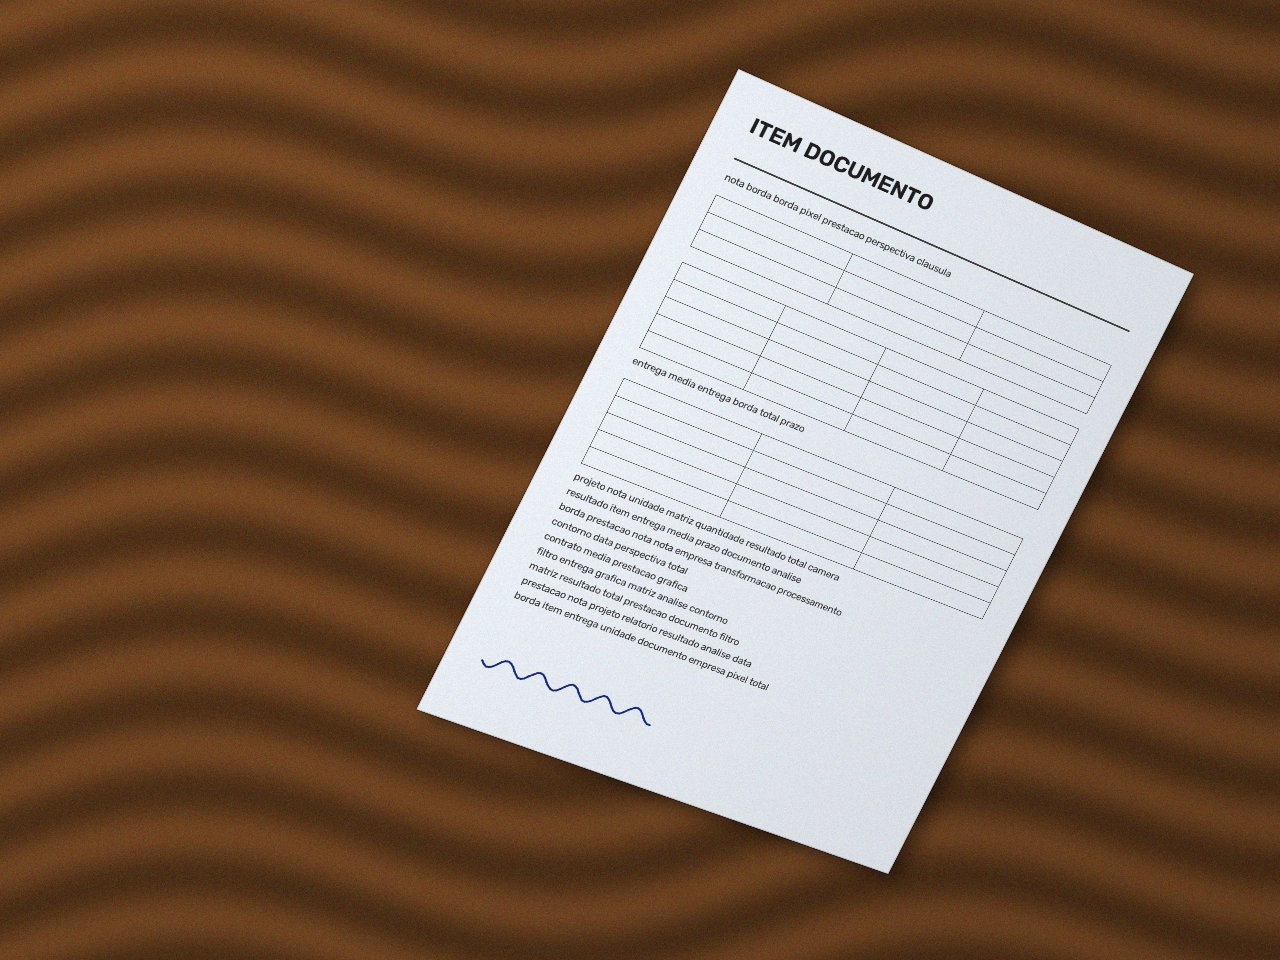 ITEM DOCUMENTO
nota borda borda pixel prestacao perspectiva clausula
entrega media entrega borda total prazo
projeto nota unidade matriz quantidade resultado total camera
resultado item entrega media prazo documento analise
borda prestacao nota nota empresa transformacao processamento
contorno data perspectiva total
contrato media prestacao grafica
filtro entrega grafica matriz analise contorno
matriz resultado total prestacao documento filtro
prestacao nota projeto relatorio resultado analise data
borda item entrega unidade documento empresa pixel total